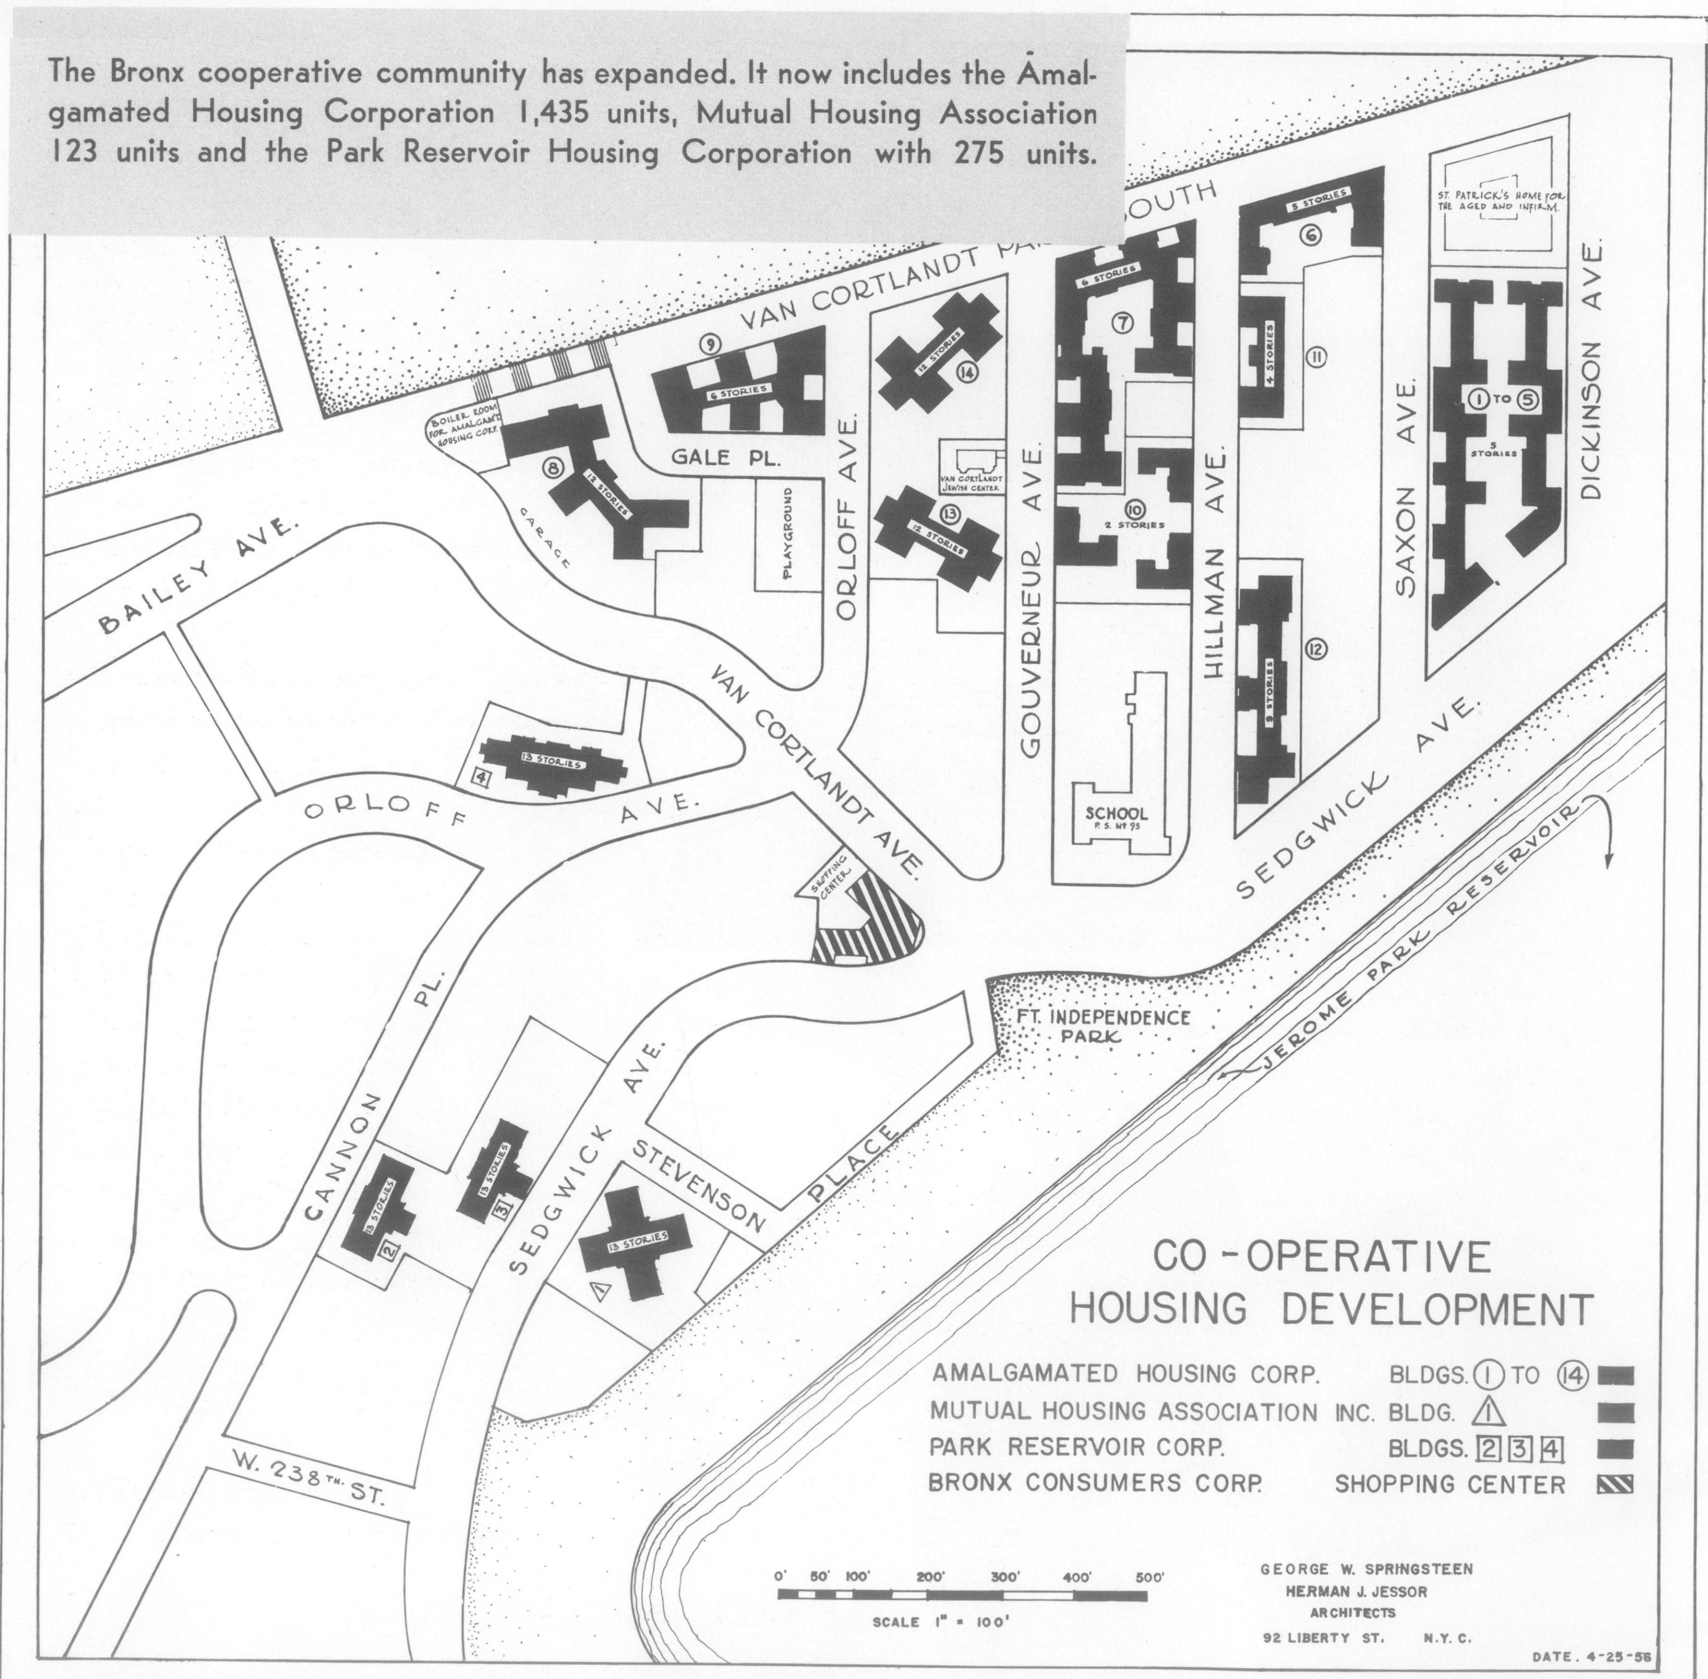 The Bronx cooperative community has expanded. It now includes the Amal-
gamated Housing Corporation 1,435 units, Mutual Housing Association
123 units and the Park Reservoir Housing Corporation with 275 units.
SOUTH
VAN CORTLANDT
5 STORIES
6
ST. PATRICK'S HOME FOR
THE AGED AND INFIRM.
6 STORIES
7
9
6 STORIES
12 STORIES
14
4 STORIES
11
1 TO 5
5
STORIES
DICKINSON AVE.
SAXON AVE.
BOILER ROOM
FOR AMALGAM'D
HOUSING CORP.
8
12 STORIES
GARAGE
GALE PL.
PLAYGROUND
ORLOFF AVE.
VAN CORTLANDT
JEWISH CENTER
13
12 STORIES
GOUVERNEUR AVE.
10
2 STORIES
HILLMAN AVE.
12
9 STORIES
BAILEY AVE.
VAN CORTLANDT AVE.
13 STORIES
4
ORLOFF AVE.
SCHOOL
P. S. Nº 95
SEDGWICK AVE.
SHOPPING
CENTER
JEROME PARK RESERVOIR
FT. INDEPENDENCE
PARK
CANNON PL.
SEDGWICK AVE.
STEVENSON PLACE
13 STORIES
2
13 STORIES
3
13 STORIES
1
W. 238TH. ST.
CO-OPERATIVE
HOUSING DEVELOPMENT
AMALGAMATED HOUSING CORP. BLDGS. 1 TO 14
MUTUAL HOUSING ASSOCIATION INC. BLDG. 1
PARK RESERVOIR CORP. BLDGS. 2 3 4
BRONX CONSUMERS CORP. SHOPPING CENTER
0' 50' 100' 200' 300' 400' 500'
SCALE 1" = 100'
GEORGE W. SPRINGSTEEN
HERMAN J. JESSOR
ARCHITECTS
92 LIBERTY ST. N.Y.C.
DATE. 4-25-56